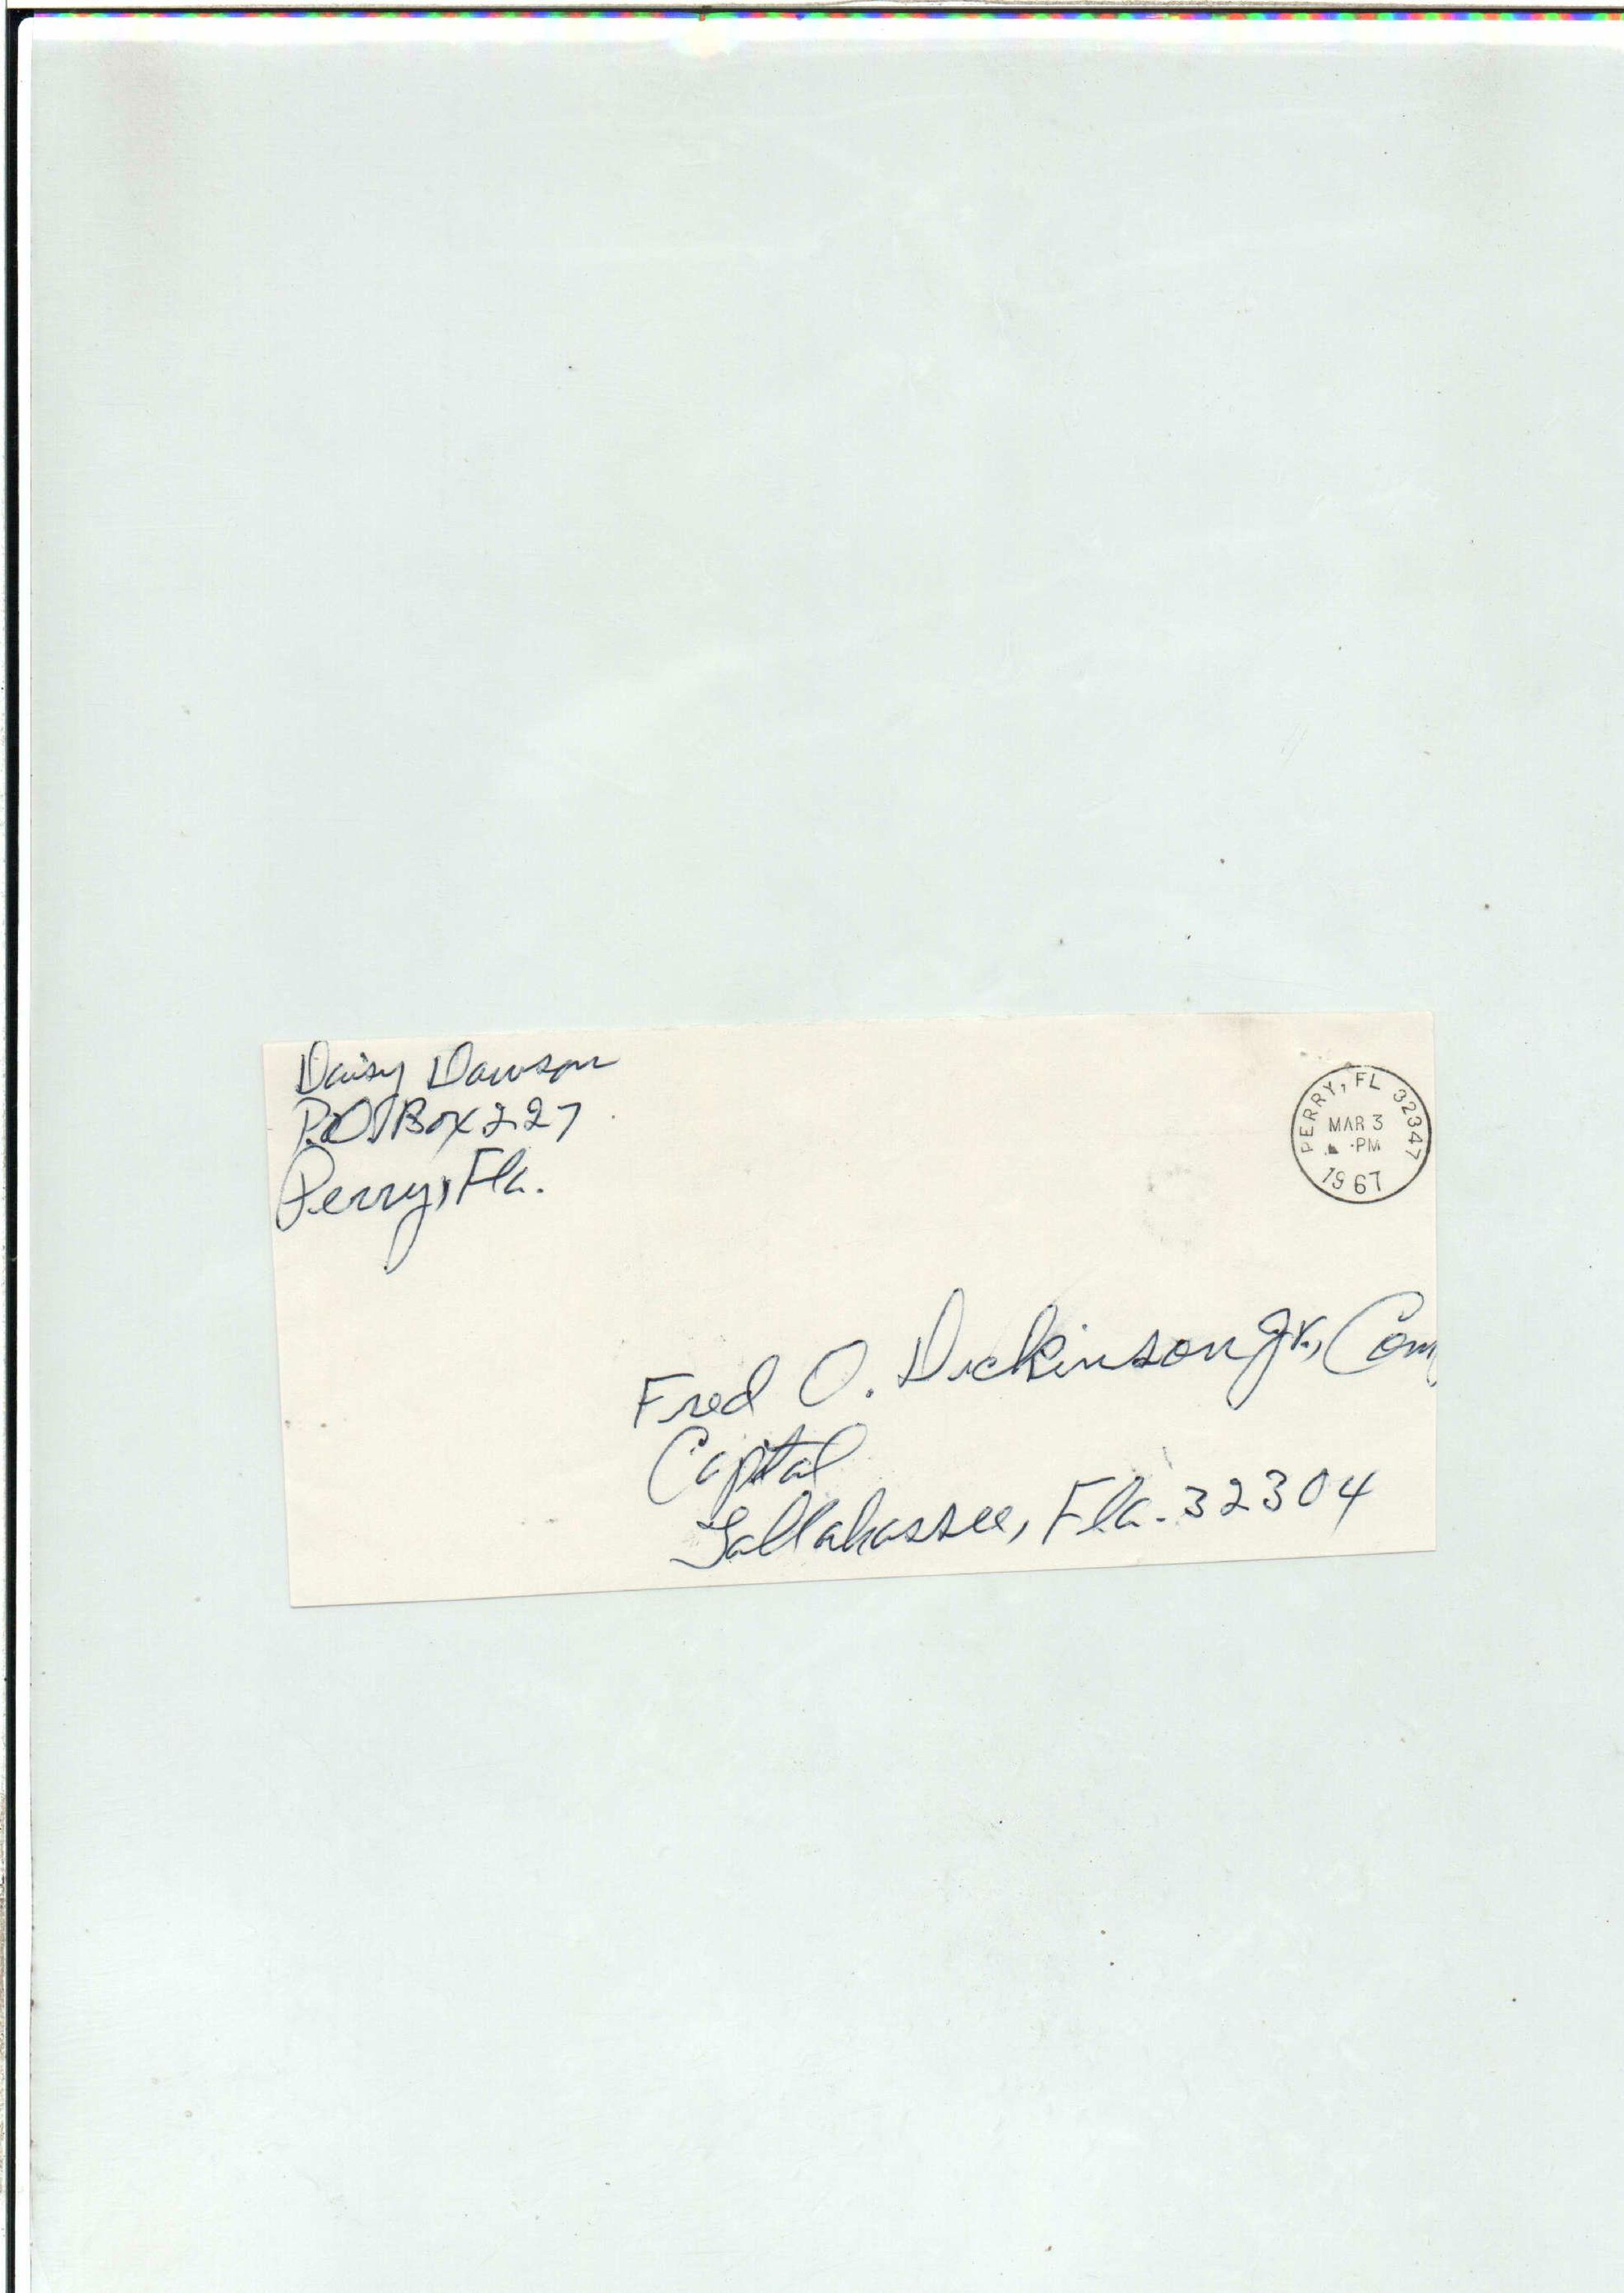 Daisy Dawson
P.O. Box 227
Perry, Fla.
PERRY, FL 32347
MAR 3
PM
1967
Fred O. Dickinson Jr., Com
Capital
Tallahassee, Fla. 32304